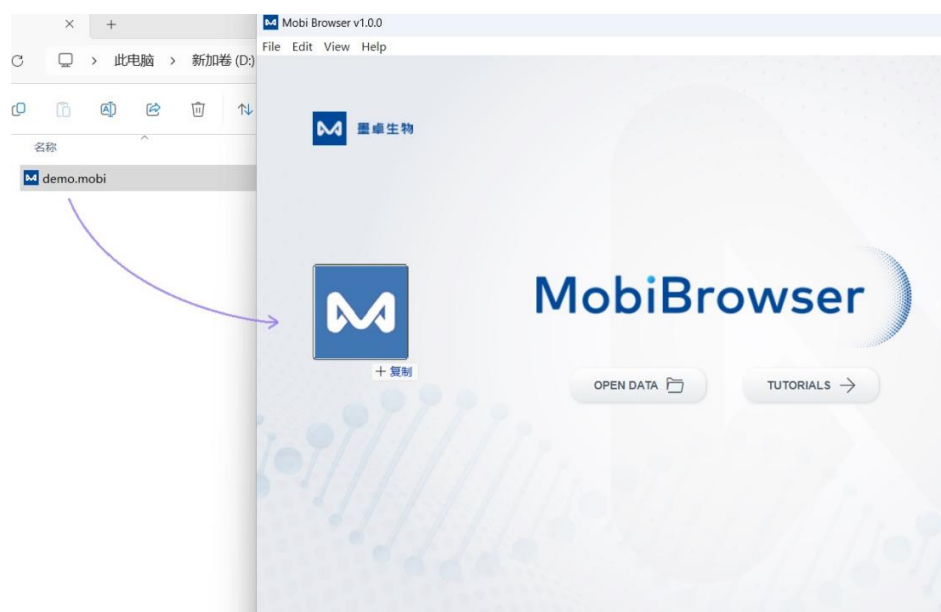 Mobi Browser v1.0.0
File Edit View Help
此电脑 > 新加卷 (D:)
名称
demo.mobi
墨卓生物
MobiBrowser
+ 复制
OPEN DATA
TUTORIALS